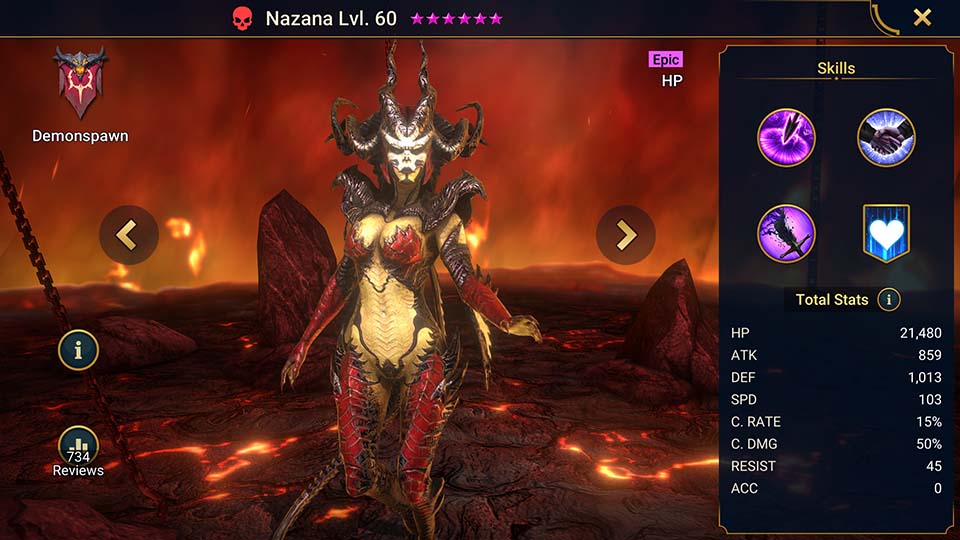 Nazana Lvl. 60
Demonspawn
Epic
HP
i
734
Reviews
Skills
Total Stats i
HP 21,480
ATK 859
DEF 1,013
SPD 103
C. RATE 15%
C. DMG 50%
RESIST 45
ACC 0